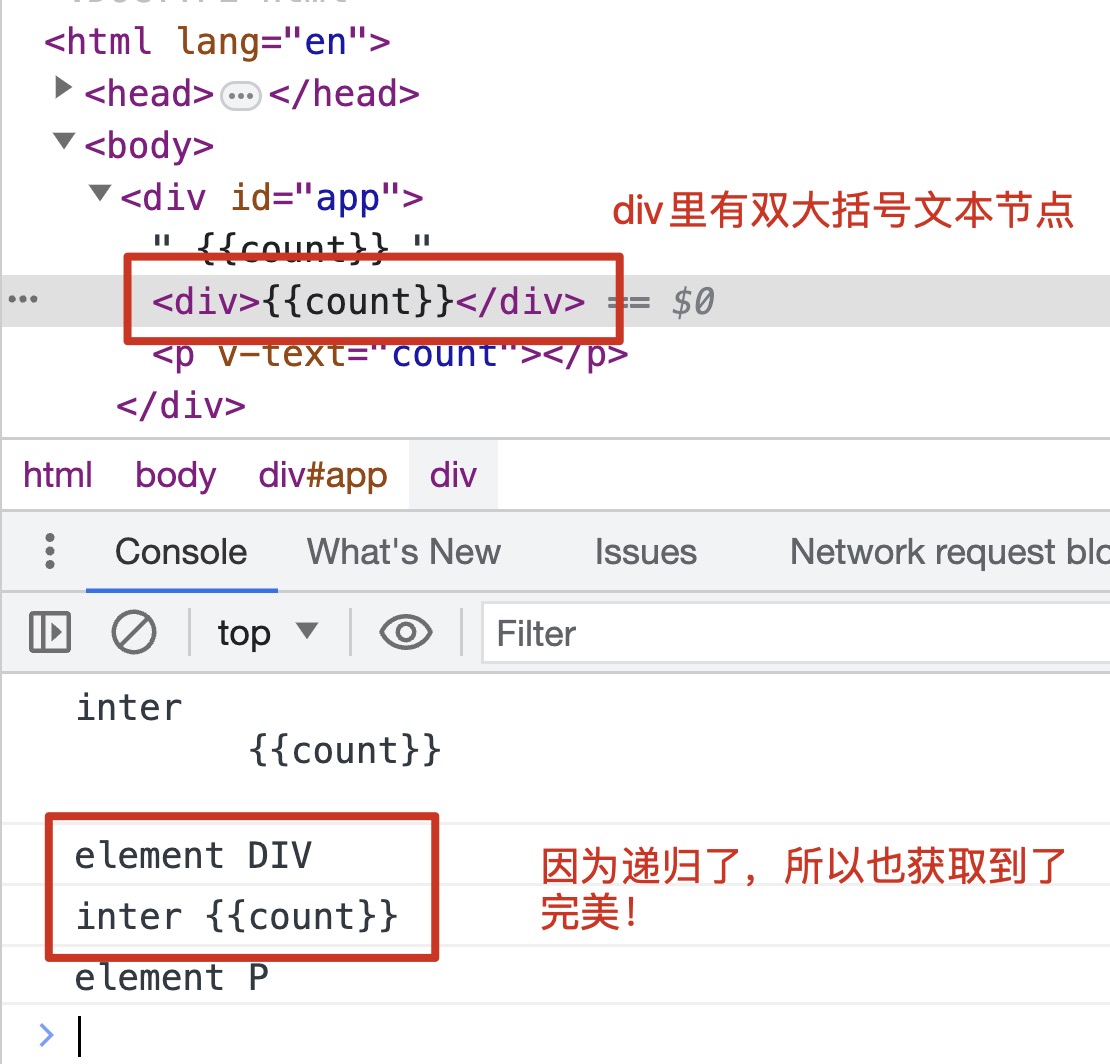 <html lang="en">
<head>…</head>
<body>
<div id="app">
div里有双大括号文本节点
" {{count}} "
<div>{{count}}</div> == $0
<p v-text="count"></p>
</div>
html body div#app div
Console What's New Issues Network request blo
top Filter
inter
{{count}}
element DIV
因为递归了，所以也获取到了
inter {{count}}
完美！
element P